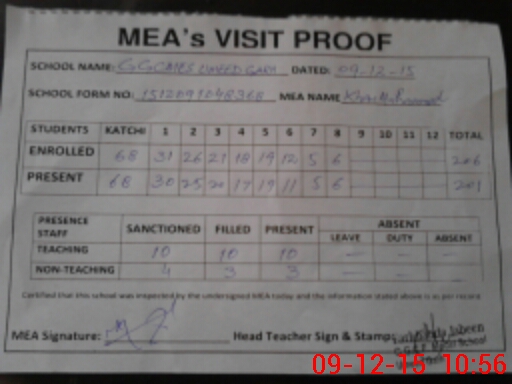 MEA's VISIT PROOF
SCHOOL NAME: GGCMES UMEED GARH DATED: 09-12-15
SCHOOL FORM NO: MEA NAME
STUDENTS KATCHI 1 2 3 4 5 6 7 8 9 10 11 12 TOTAL
ENROLLED 68 31 26 21 18 19 12 5 6 206
PRESENT 68 30 25 20 17 19 11 5 6 201
PRESENCE STAFF SANCTIONED FILLED PRESENT ABSENT
LEAVE DUTY ABSENT
TEACHING 10 10 10 — — —
NON-TEACHING 4 3 3 — — —
Certified that this school was inspected by the undersigned MEA today and the information stated above is as per record
MEA Signature: Head Teacher Sign & Stamp:
09-12-15 10:56